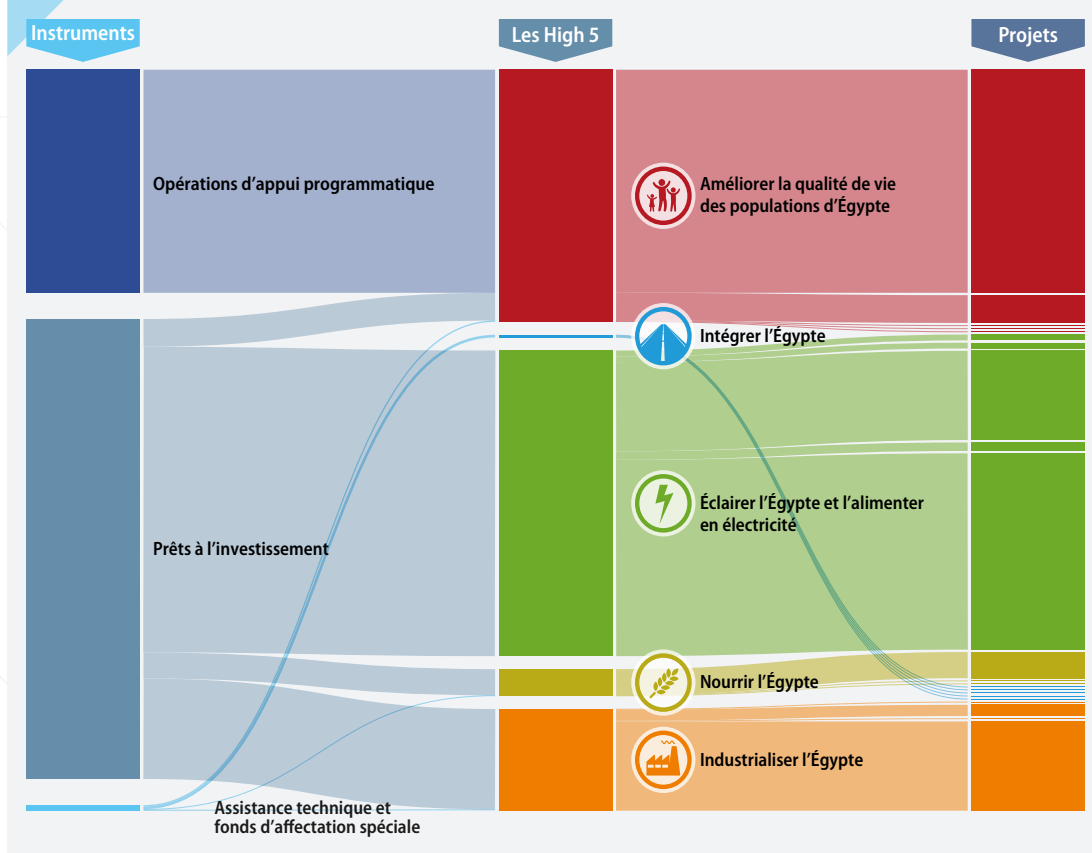 Instruments
Les High 5
Projets
Opérations d'appui programmatique
Améliorer la qualité de vie
des populations d'Égypte
Intégrer l'Égypte
Éclairer l'Égypte et l'alimenter
en électricité
Prêts à l'investissement
Nourrir l'Égypte
Industrialiser l'Égypte
Assistance technique et
fonds d'affectation spéciale